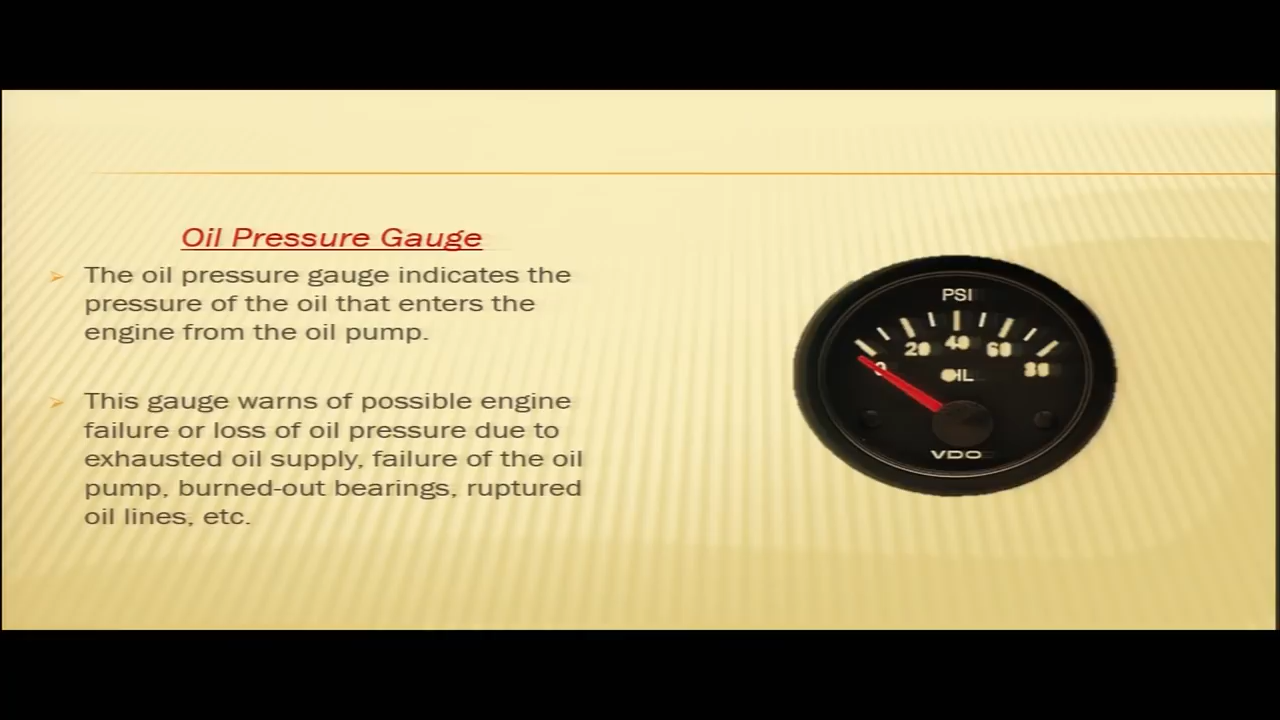 Oil Pressure Gauge
➢ The oil pressure gauge indicates the
pressure of the oil that enters the
engine from the oil pump.
➢ This gauge warns of possible engine
failure or loss of oil pressure due to
exhausted oil supply, failure of the oil
pump, burned-out bearings, ruptured
oil lines, etc.
PSI
0 20 40 60 80
OIL
VDO